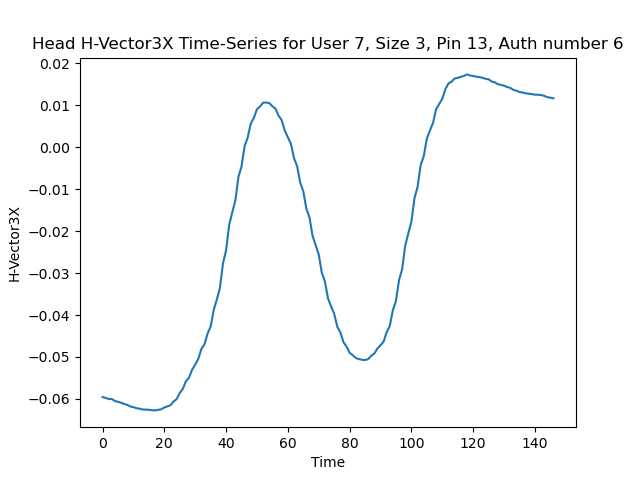 Head H-Vector3X Time-Series for User 7, Size 3, Pin 13, Auth number 6
0.02
0.01
0.00
−0.01
−0.02
−0.03
−0.04
−0.05
−0.06
H-Vector3X
0 20 40 60 80 100 120 140
Time